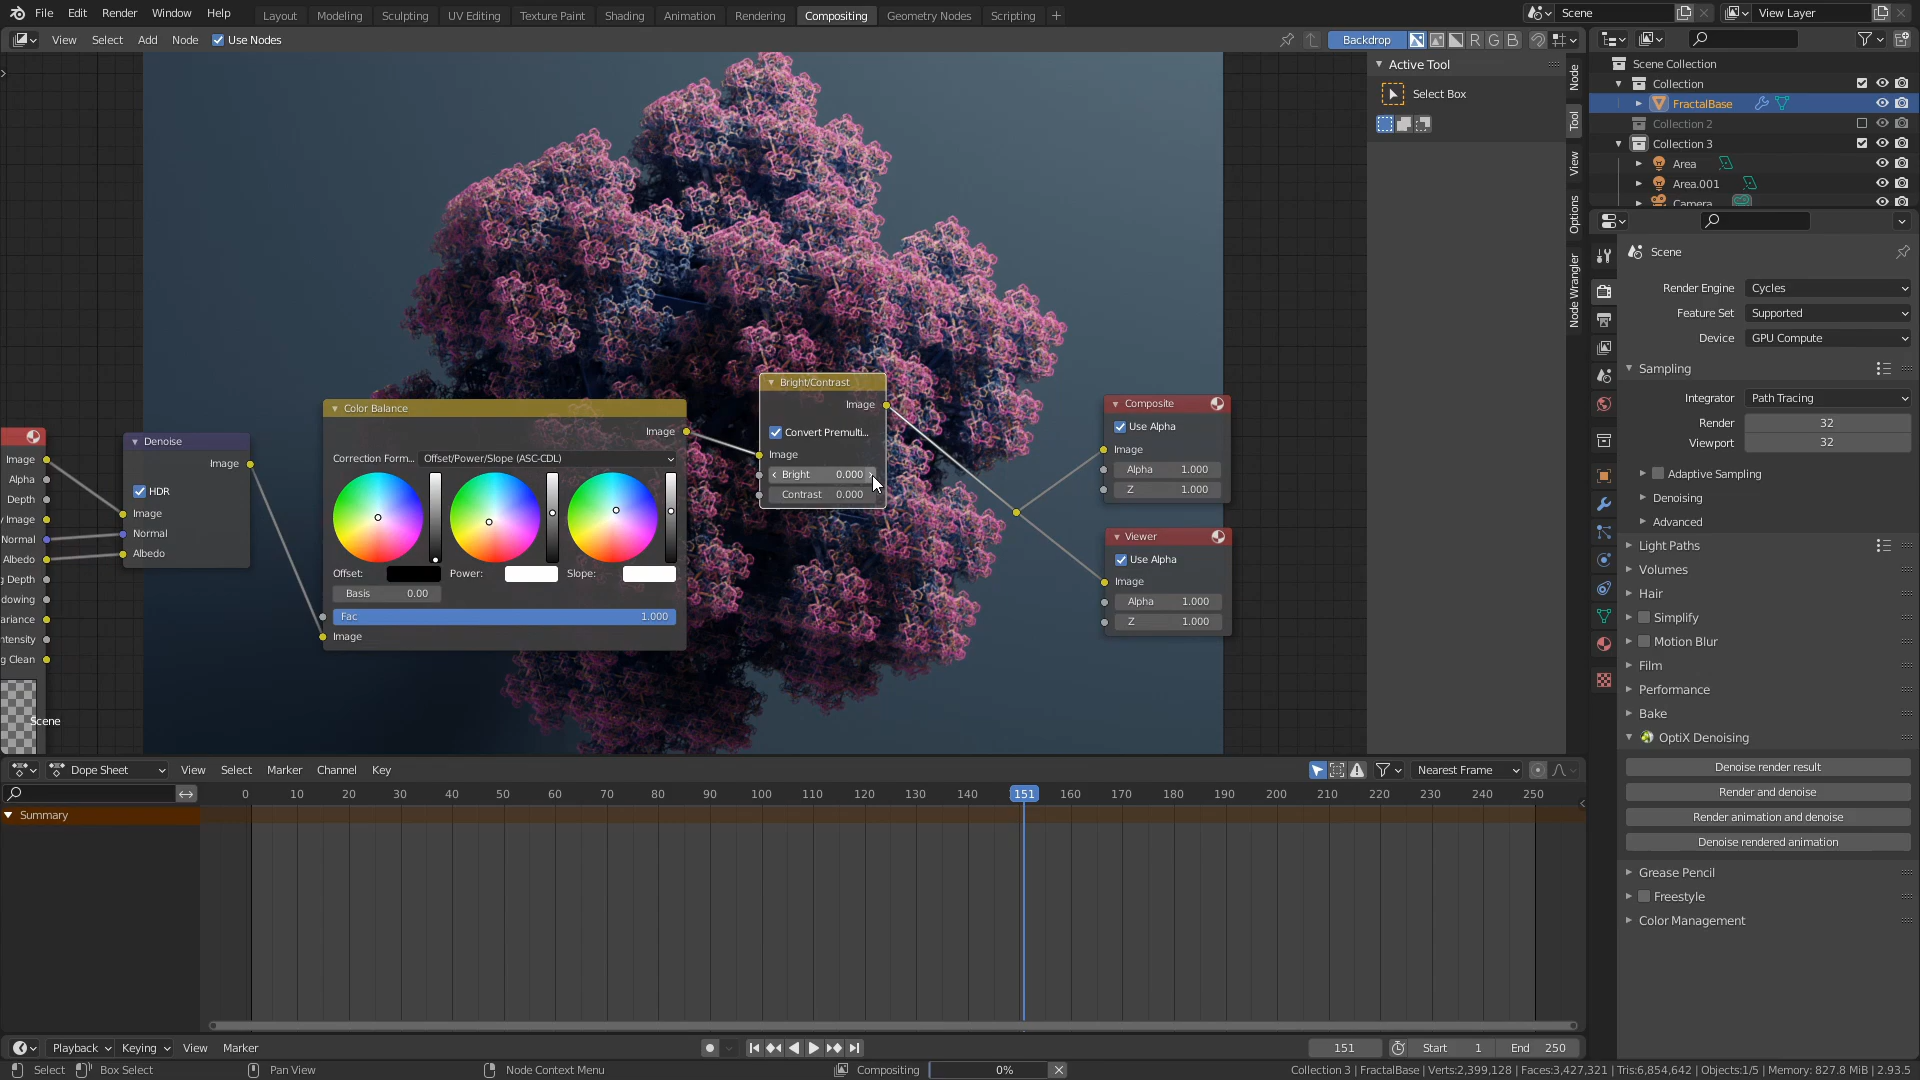 File Edit Render Window Help Layout Modeling Sculpting UV Editing Texture Paint Shading Animation Rendering Compositing Geometry Nodes Scripting + Scene View Layer
View Select Add Node Use Nodes Backdrop R G B
Active Tool
Select Box
Node
Tool
View
Options
Node Wrangler
Scene Collection
Collection
FractalBase
Collection 2
Collection 3
Area
Area.001
Camera
Scene
Render Engine Cycles
Feature Set Supported
Device GPU Compute
Sampling
Integrator Path Tracing
Render 32
Viewport 32
Adaptive Sampling
Denoising
Advanced
Light Paths
Volumes
Hair
Simplify
Motion Blur
Film
Performance
Bake
OptiX Denoising
Denoise render result
Render and denoise
Render animation and denoise
Denoise rendered animation
Grease Pencil
Freestyle
Color Management
Image
Alpha
Depth
y Image
Normal
Albedo
g Depth
dowing
ariance
ntensity
g Clean
Scene
Denoise
Image
HDR
Image
Normal
Albedo
Color Balance
Image
Correction Form... Offset/Power/Slope (ASC-CDL)
Offset: Power: Slope:
Basis 0.00
Fac 1.000
Image
Bright/Contrast
Image
Convert Premulti...
Image
Bright 0.000
Contrast 0.000
Composite
Use Alpha
Image
Alpha 1.000
Z 1.000
Viewer
Use Alpha
Image
Alpha 1.000
Z 1.000
Dope Sheet View Select Marker Channel Key Nearest Frame
0 10 20 30 40 50 60 70 80 90 100 110 120 130 140 151 160 170 180 190 200 210 220 230 240 250
Summary
Playback Keying View Marker 151 Start 1 End 250
Select Box Select Pan View Node Context Menu Compositing 0% Collection 3 | FractalBase | Verts:2,399,128 | Faces:3,427,321 | Tris:6,854,642 | Objects:1/5 | Memory: 827.8 MiB | 2.93.5